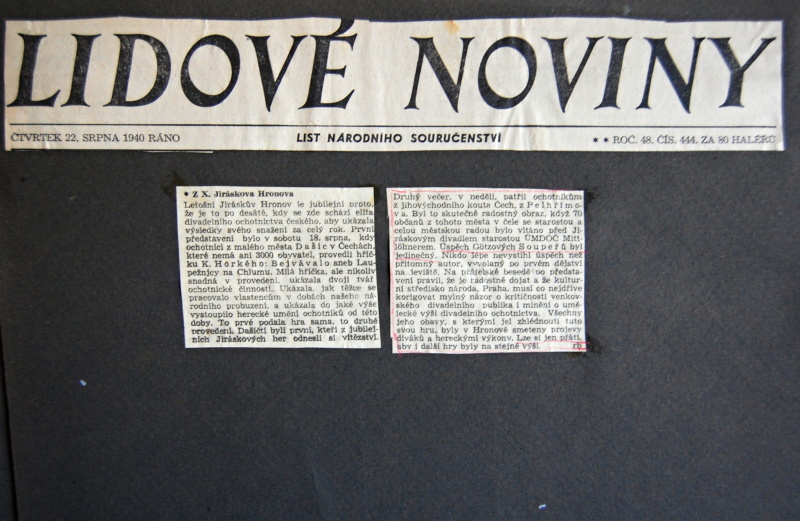 LIDOVÉ NOVINY
ČTVRTEK 22. SRPNA 1940 RÁNO
LIST NÁRODNÍHO SOURUČENSTVÍ
✶ ✶ ROČ. 48. ČÍS. 444. ZA 80 HALÉŘŮ
• Z X. Jiráskova Hronova
Letošní Jiráskův Hronov je jubilejní proto,
že je to po desáté, kdy se zde schází elita
divadelního ochotnictva českého, aby ukázala
výsledky svého snažení za celý rok. První
představení bylo v sobotu 18. srpna, kdy
ochotníci z malého města Dašic v Čechách,
které nemá ani 3000 obyvatel, provedli hříč-
ku K. Horkého: Bejvávalo aneb Lau-
pežnjcy na Chlumu. Milá hříčka, ale nikoliv
snadná v provedení, ukázala dvojí tvář
ochotnické činnosti. Ukázala, jak těžce se
pracovalo vlastencům v dobách našeho ná-
rodního probuzení, a ukázala do jaké výše
vystoupilo herecké umění ochotníků od této
doby. To prvé podala hra sama, to druhé
provedení. Dašičtí byli první, kteří z jubilej-
ních Jiráskových her odnesli si vítězství.
Druhý večer, v neděli, patřil ochotníkům
z jihovýchodního kouta Čech, z Pelhřimo-
va. Byl to skutečně radostný obraz, když 70
občanů z tohoto města v čele se starostou a
celou městskou radou bylo vítáno před Ji-
ráskovým divadlem starostou ÚMDOČ Mitt-
löhnerem. Úspěch Götzových Soupeřů byl
jedinečný. Nikdo lépe nevystihl úspěch než
přítomný autor, vyvolaný po prvém dějství
na jeviště. Na přátelské besedě po předsta-
vení pravil, že je radostně dojat a že kultur-
ní středisko národa, Praha, musí co nejdříve
korigovat mylný názor o kritičnosti venkov-
ského divadelního publika i mínění o umě-
lecké výši divadelního ochotnictva. Všechny
jeho obavy, s kterými jel zhlédnouti tuto
svou hru, byly v Hronově smeteny projevy
diváků a hereckými výkony. Lze si jen přáti,
aby i další hry byly na stejné výši. rb